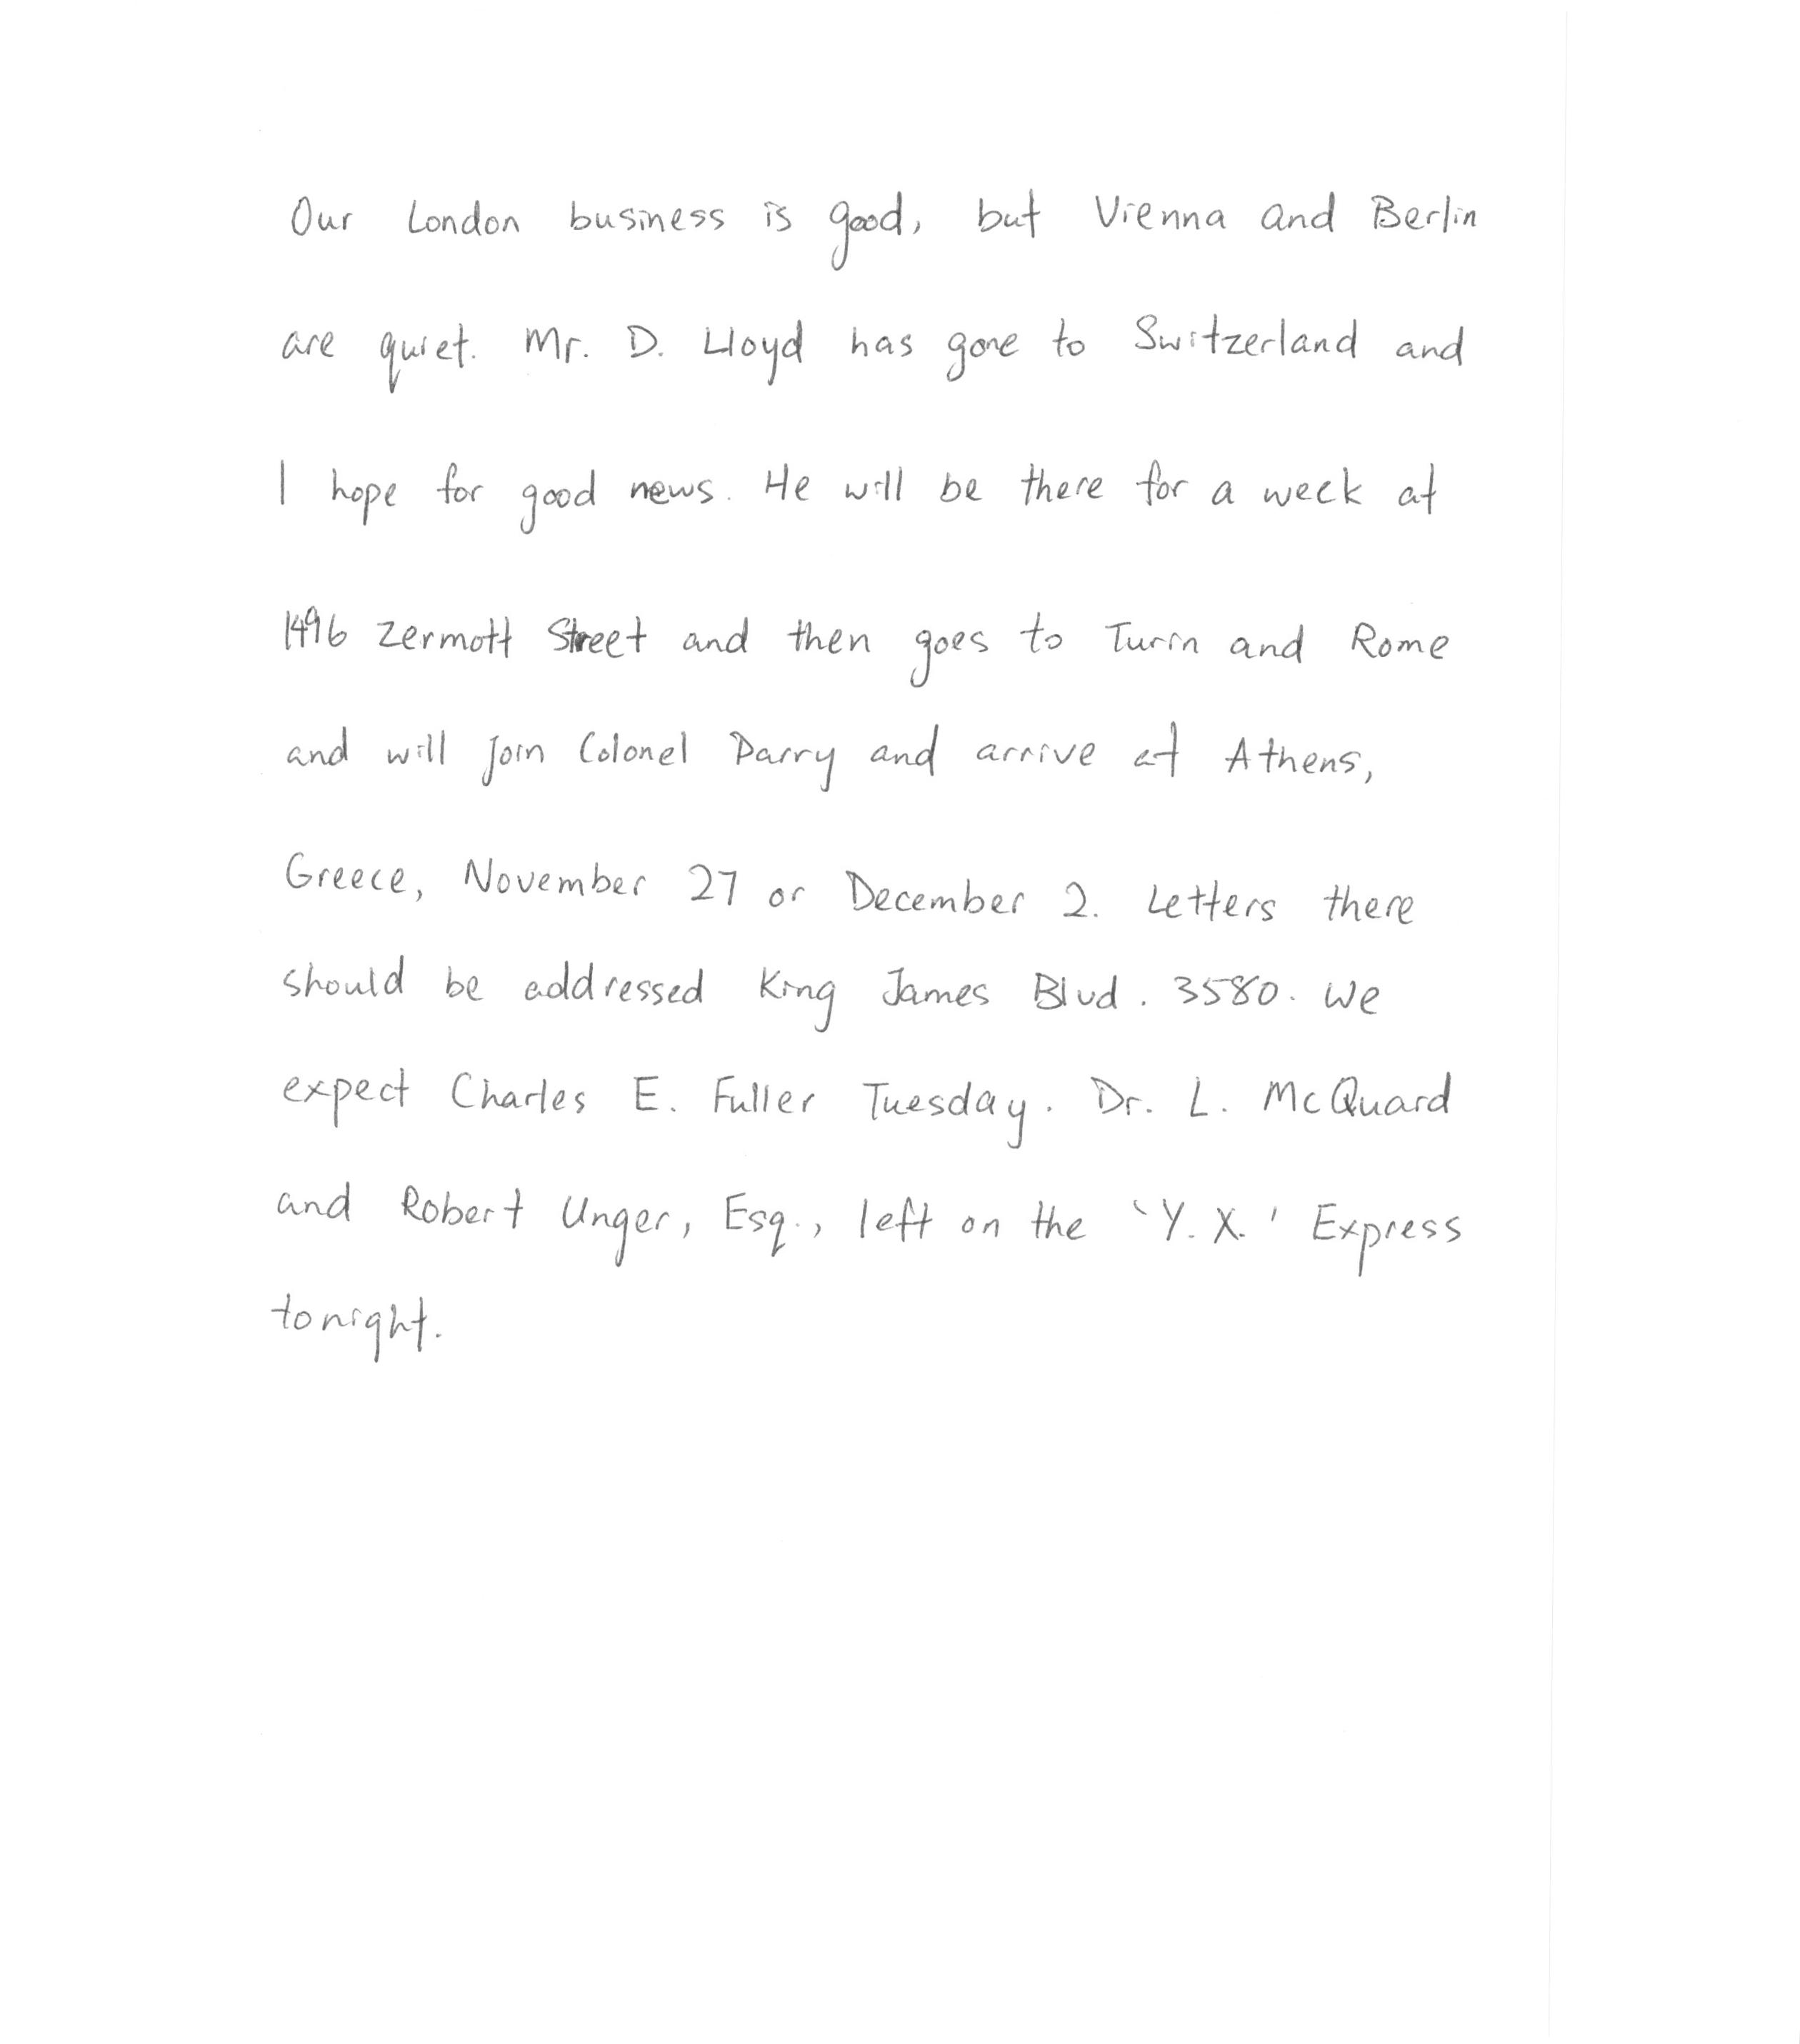 Our London business is good, but Vienna and Berlin
are quiet. Mr. D. Lloyd has gone to Switzerland and
I hope for good news. He will be there for a week at
1496 Zermott Street and then goes to Turin and Rome
and will join Colonel Parry and arrive at Athens,
Greece, November 27 or December 2. Letters there
should be addressed King James Blvd. 3580. We
expect Charles E. Fuller Tuesday. Dr. L. McQuard
and Robert Unger, Esq., left on the 'Y.X.' Express
tonight.